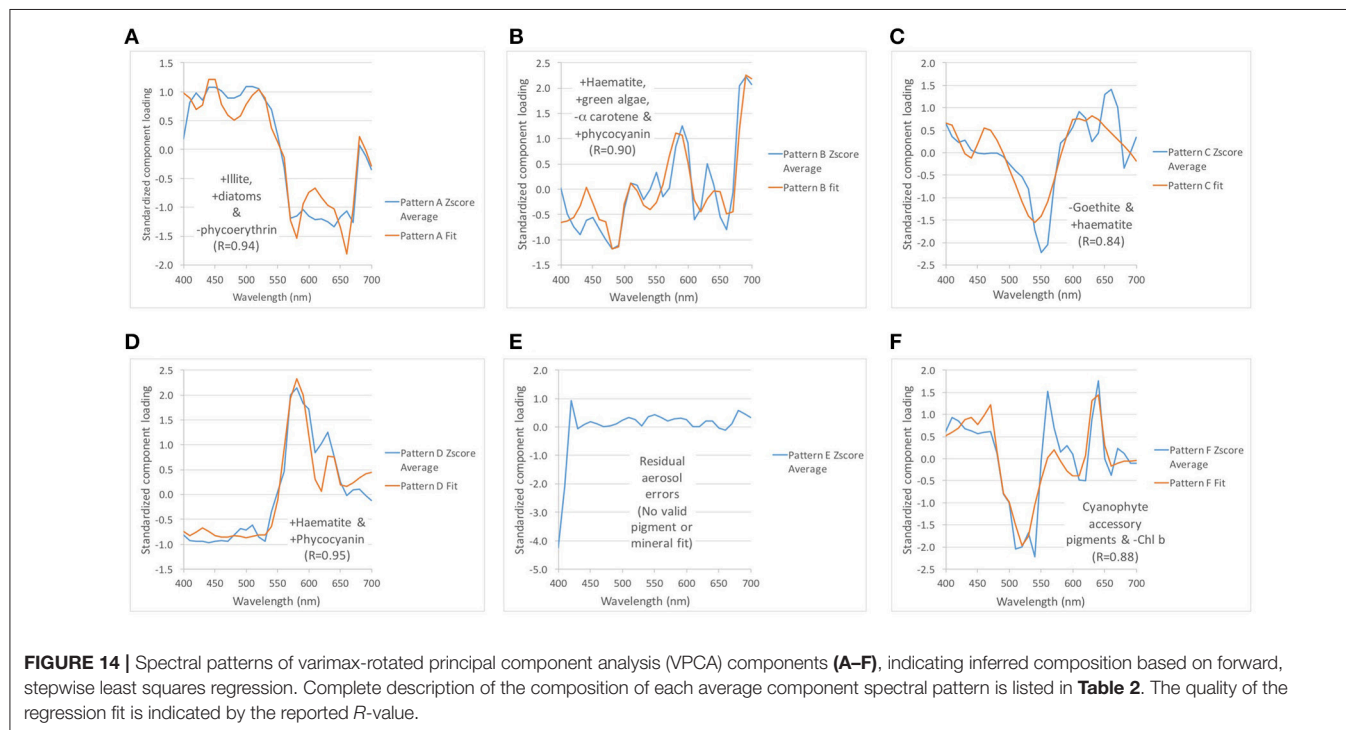 A
Standardized component loading
1.5
1.0
0.5
0.0
-0.5
-1.0
-1.5
-2.0
400 450 500 550 600 650 700
Wavelength (nm)
+Illite,
+diatoms
&
-phycoerythrin
(R=0.94)
Pattern A Zscore
Average
Pattern A Fit
B
Standardized component loading
2.5
2.0
1.5
1.0
0.5
0.0
-0.5
-1.0
-1.5
400 450 500 550 600 650 700
Wavelength (nm)
+Haematite,
+green algae,
-α carotene &
+phycocyanin
(R=0.90)
Pattern B Zscore
Average
Pattern B fit
C
Standardized component loading
2.0
1.5
1.0
0.5
0.0
-0.5
-1.0
-1.5
-2.0
-2.5
400 450 500 550 600 650 700
Wavelength (nm)
-Goethite &
+haematite
(R=0.84)
Pattern C Zscore
Average
Pattern C fit
D
Standardized component loading
2.5
2.0
1.5
1.0
0.5
0.0
-0.5
-1.0
-1.5
400 450 500 550 600 650 700
Wavelength (nm)
+Haematite &
+Phycocyanin
(R=0.95)
Pattern D Zscore
Average
Pattern D Fit
E
Standardized component loading
2.0
1.0
0.0
-1.0
-2.0
-3.0
-4.0
-5.0
400 450 500 550 600 650 700
Wavelength (nm)
Residual
aerosol
errors
(No valid
pigment or
mineral fit)
Pattern E Zscore
Average
F
Standardized component loading
2.0
1.5
1.0
0.5
0.0
-0.5
-1.0
-1.5
-2.0
-2.5
400 450 500 550 600 650 700
Wavelength (nm)
Cyanophyte
accessory
pigments & -Chl b
(R=0.88)
Pattern F Zscore
Average
Pattern F Fit
FIGURE 14 | Spectral patterns of varimax-rotated principal component analysis (VPCA) components (A–F), indicating inferred composition based on forward,
stepwise least squares regression. Complete description of the composition of each average component spectral pattern is listed in Table 2. The quality of the
regression fit is indicated by the reported R-value.